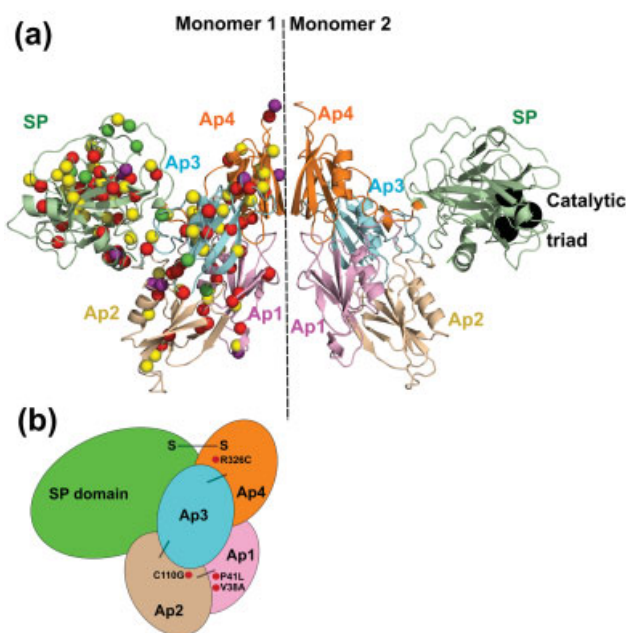 (a)
Monomer 1 Monomer 2
SP
Ap4
Ap3
Ap2
Ap1
Ap4
SP
Ap3
Catalytic
triad
Ap1
Ap2
(b)
S S
R326C
SP domain
Ap4
Ap3
Ap1
C110G
P41L
V38A
Ap2